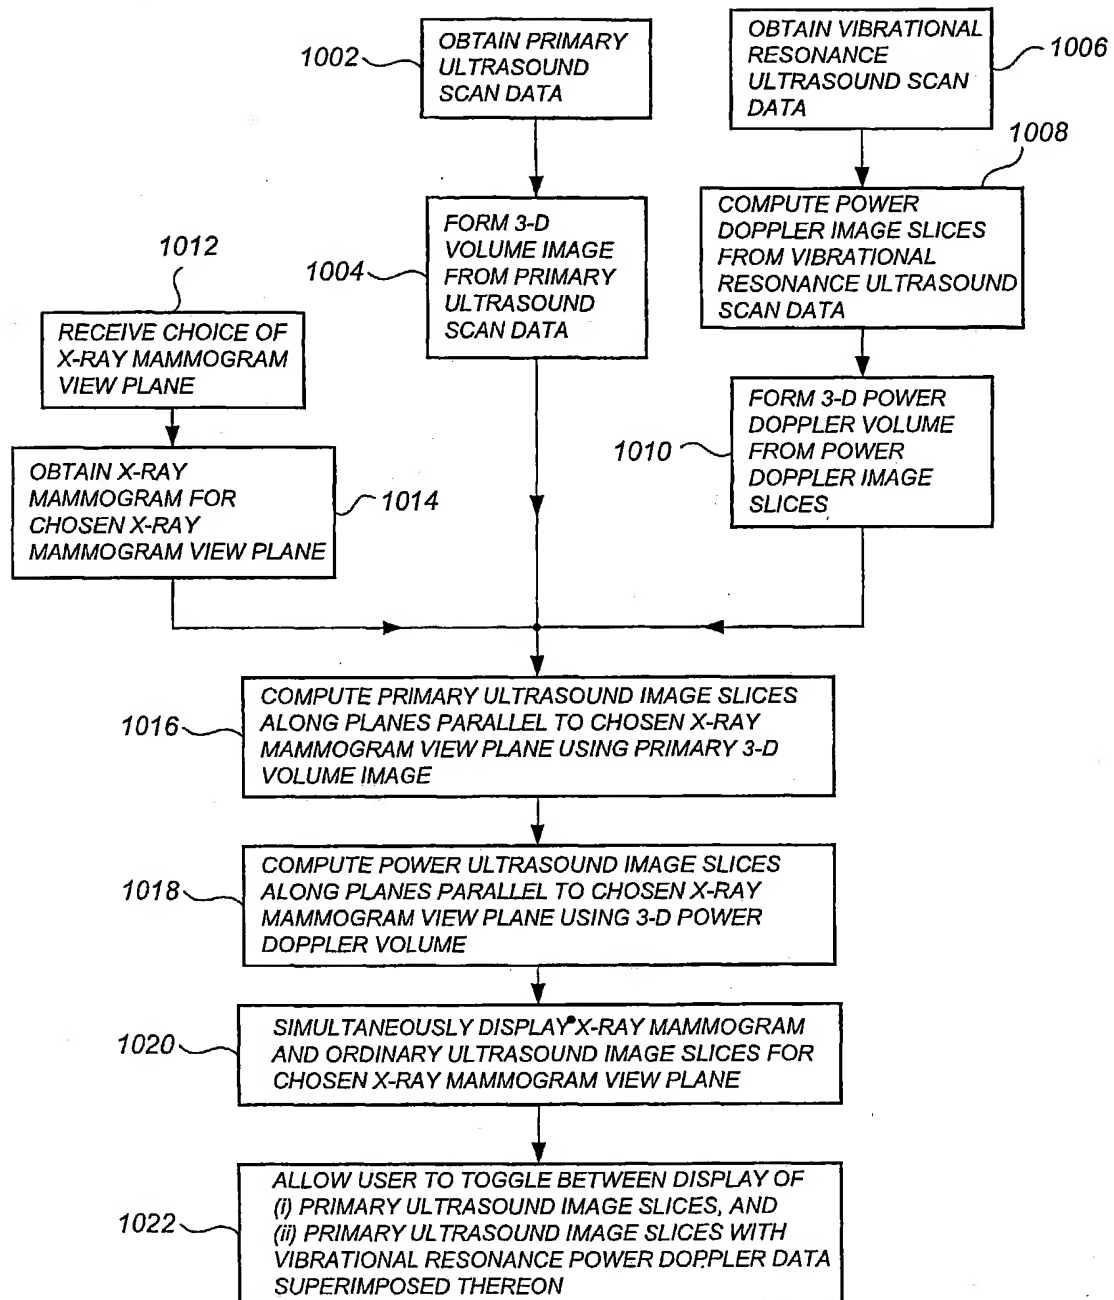 1002
OBTAIN PRIMARY
ULTRASOUND
SCAN DATA
OBTAIN VIBRATIONAL
RESONANCE
ULTRASOUND SCAN
DATA
1006
1004
FORM 3-D
VOLUME IMAGE
FROM PRIMARY
ULTRASOUND
SCAN DATA
1008
COMPUTE POWER
DOPPLER IMAGE SLICES
FROM VIBRATIONAL
RESONANCE ULTRASOUND
SCAN DATA
1012
RECEIVE CHOICE OF
X-RAY MAMMOGRAM
VIEW PLANE
1010
FORM 3-D POWER
DOPPLER VOLUME
FROM POWER
DOPPLER IMAGE
SLICES
OBTAIN X-RAY
MAMMOGRAM FOR
CHOSEN X-RAY
MAMMOGRAM VIEW PLANE
1014
1016
COMPUTE PRIMARY ULTRASOUND IMAGE SLICES
ALONG PLANES PARALLEL TO CHOSEN X-RAY
MAMMOGRAM VIEW PLANE USING PRIMARY 3-D
VOLUME IMAGE
1018
COMPUTE POWER ULTRASOUND IMAGE SLICES
ALONG PLANES PARALLEL TO CHOSEN X-RAY
MAMMOGRAM VIEW PLANE USING 3-D POWER
DOPPLER VOLUME
1020
SIMULTANEOUSLY DISPLAY X-RAY MAMMOGRAM
AND ORDINARY ULTRASOUND IMAGE SLICES FOR
CHOSEN X-RAY MAMMOGRAM VIEW PLANE
1022
ALLOW USER TO TOGGLE BETWEEN DISPLAY OF
(i) PRIMARY ULTRASOUND IMAGE SLICES, AND
(ii) PRIMARY ULTRASOUND IMAGE SLICES WITH
VIBRATIONAL RESONANCE POWER DOPPLER DATA
SUPERIMPOSED THEREON